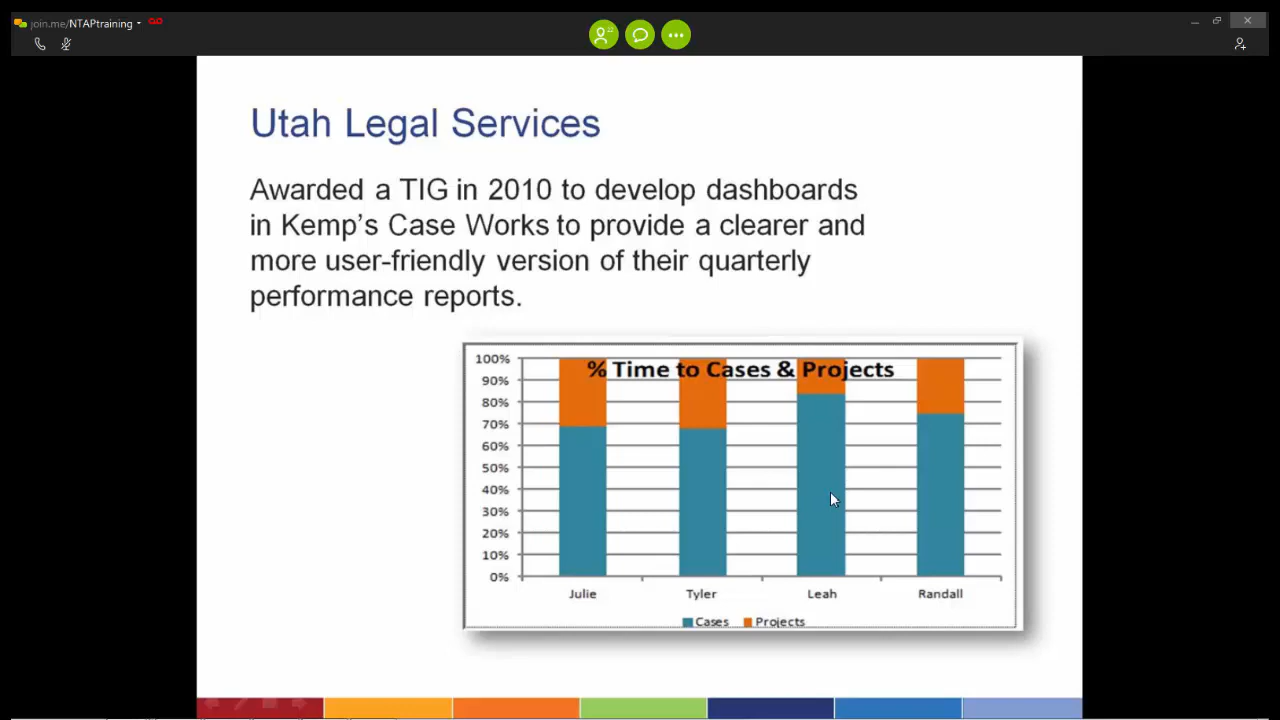 join.me/NTAPtraining
22
Utah Legal Services
Awarded a TIG in 2010 to develop dashboards
in Kemp's Case Works to provide a clearer and
more user-friendly version of their quarterly
performance reports.
% Time to Cases & Projects
100%
90%
80%
70%
60%
50%
40%
30%
20%
10%
0%
Julie Tyler Leah Randall
Cases Projects